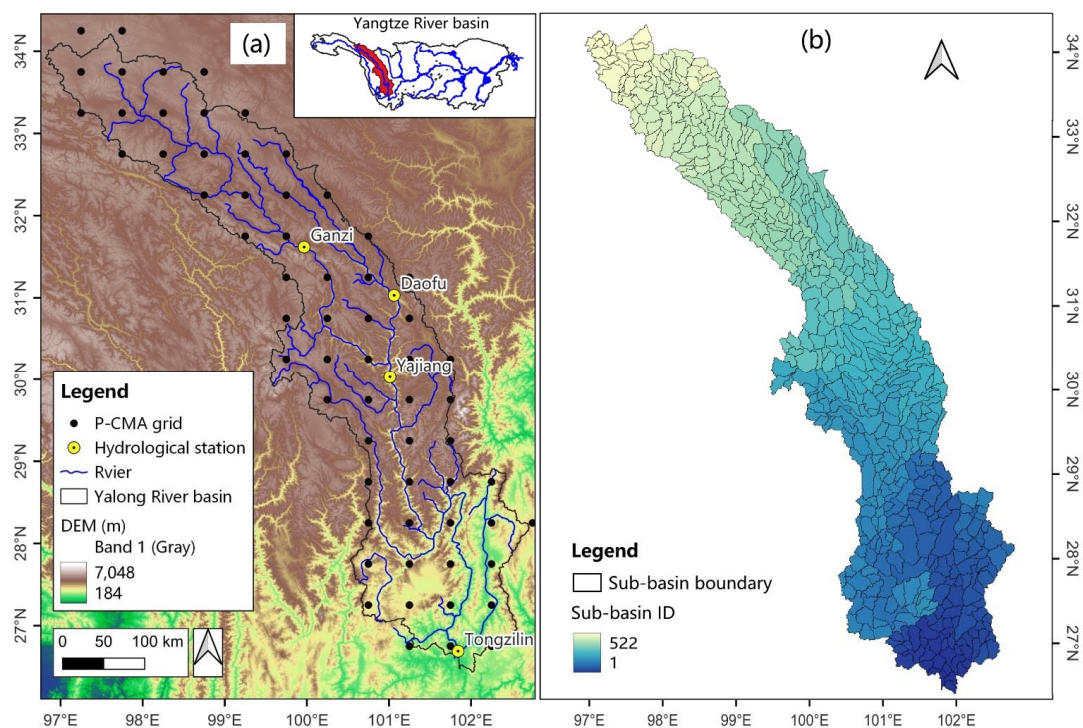 Yangtze River basin
(a)
34°N
33°N
32°N
31°N
30°N
29°N
28°N
27°N
Ganzi
Daofu
Yajiang
Tongzilin
Legend
P-CMA grid
Hydrological station
Rvier
Yalong River basin
DEM (m)
Band 1 (Gray)
7,048
184
0 50 100 km
97°E 98°E 99°E 100°E 101°E 102°E
(b)
34°N
33°N
32°N
31°N
30°N
29°N
28°N
27°N
Legend
Sub-basin boundary
Sub-basin ID
522
1
97°E 98°E 99°E 100°E 101°E 102°E